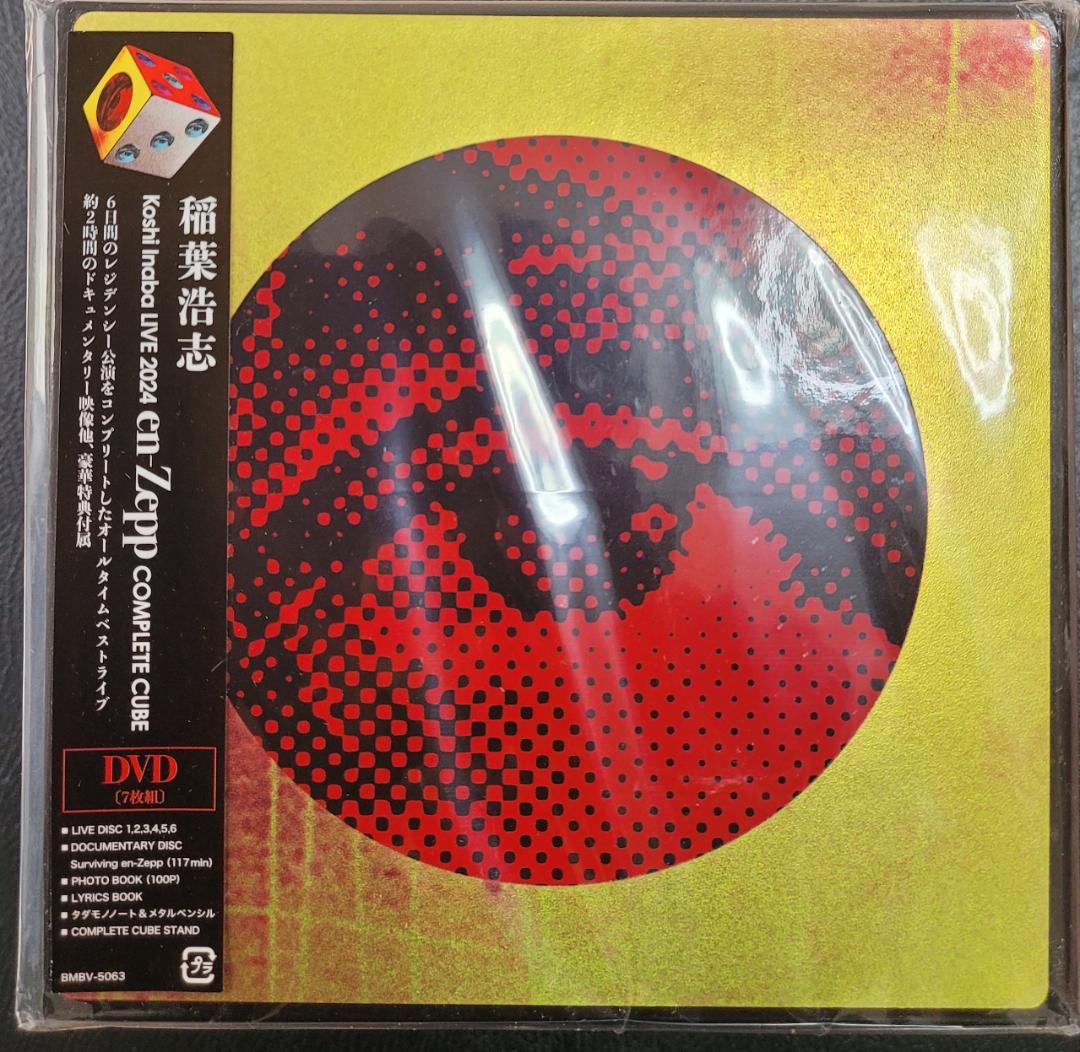 稲葉浩志
Koshi Inaba LIVE 2024 en-Zepp COMPLETE CUBE
6日間のレジデンシー公演をコンプリートしたオールタイムベストライブ
約2時間のドキュメンタリー映像他、豪華特典付属
DVD
〔7枚組〕
■ LIVE DISC 1,2,3,4,5,6
■ DOCUMENTARY DISC
Surviving en-Zepp (117min)
■ PHOTO BOOK (100P)
■ LYRICS BOOK
■ タダモノノート&メタルペンシル
■ COMPLETE CUBE STAND
BMBV-5063
プラ